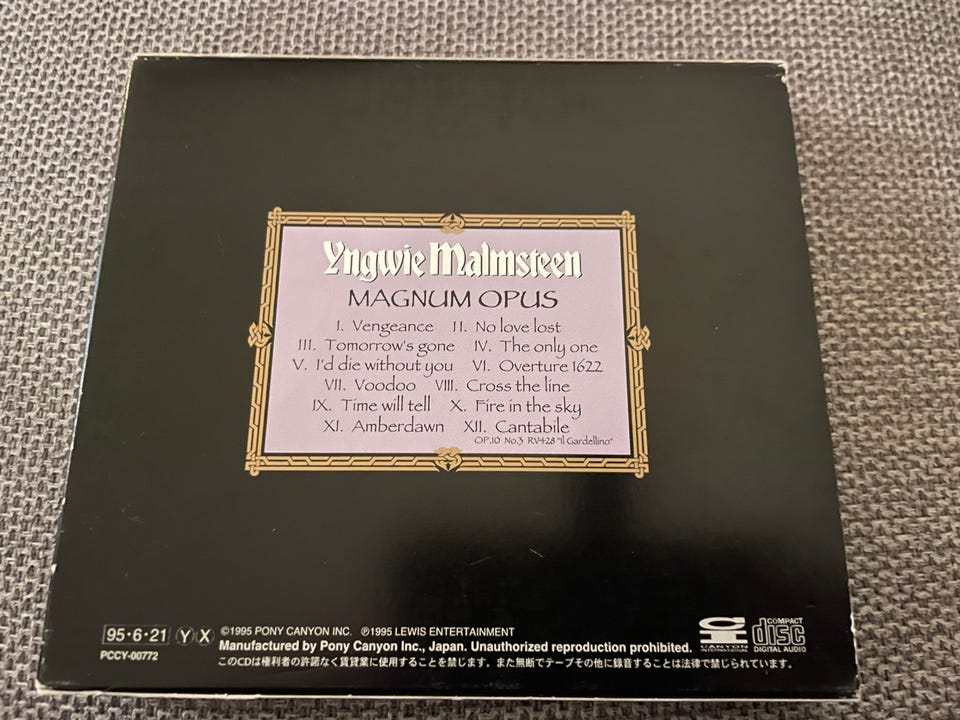 Yngwie Malmsteen
MAGNUM OPUS
I. Vengeance II. No love lost
III. Tomorrow's gone IV. The only one
V. I'd die without you VI. Overture 1622
VII. Voodoo VIII. Cross the line
IX. Time will tell X. Fire in the sky
XI. Amberdawn XII. Cantabile
OP.10 No.3 RV428 "Il Gardellino"
95・6・21 Y X ©1995 PONY CANYON INC. ℗1995 LEWIS ENTERTAINMENT
PCCY-00772 Manufactured by Pony Canyon Inc., Japan. Unauthorized reproduction prohibited.
このCDは権利者の許諾なく賃貸業に使用することを禁じます。また無断でテープその他に録音することは法律で禁じられています。
CANYON
COMPACT
disc
DIGITAL AUDIO